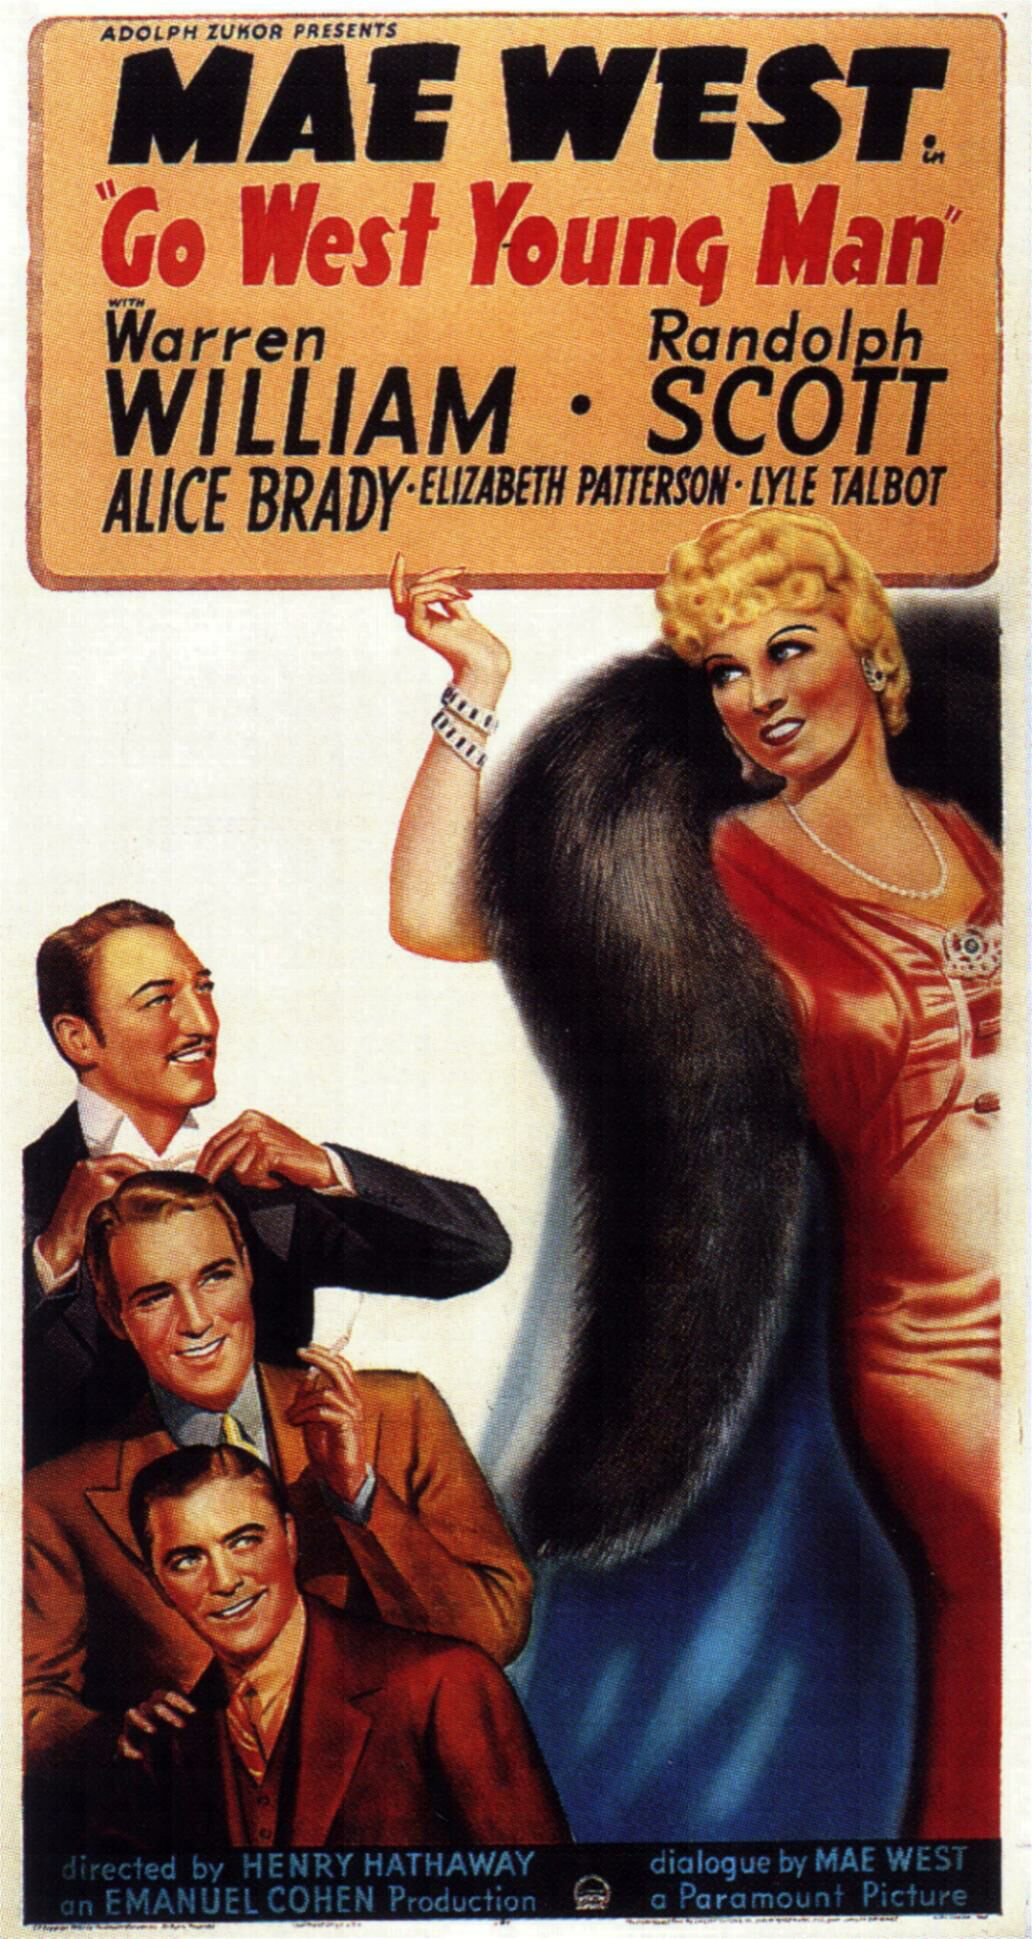 ADOLPH ZUKOR PRESENTS
MAE WEST.
in
"Go West Young Man"
WITH
Warren Randolph
WILLIAM • SCOTT
ALICE BRADY · ELIZABETH PATTERSON · LYLE TALBOT
directed by HENRY HATHAWAY
an EMANUEL COHEN Production
dialogue by MAE WEST
a Paramount Picture